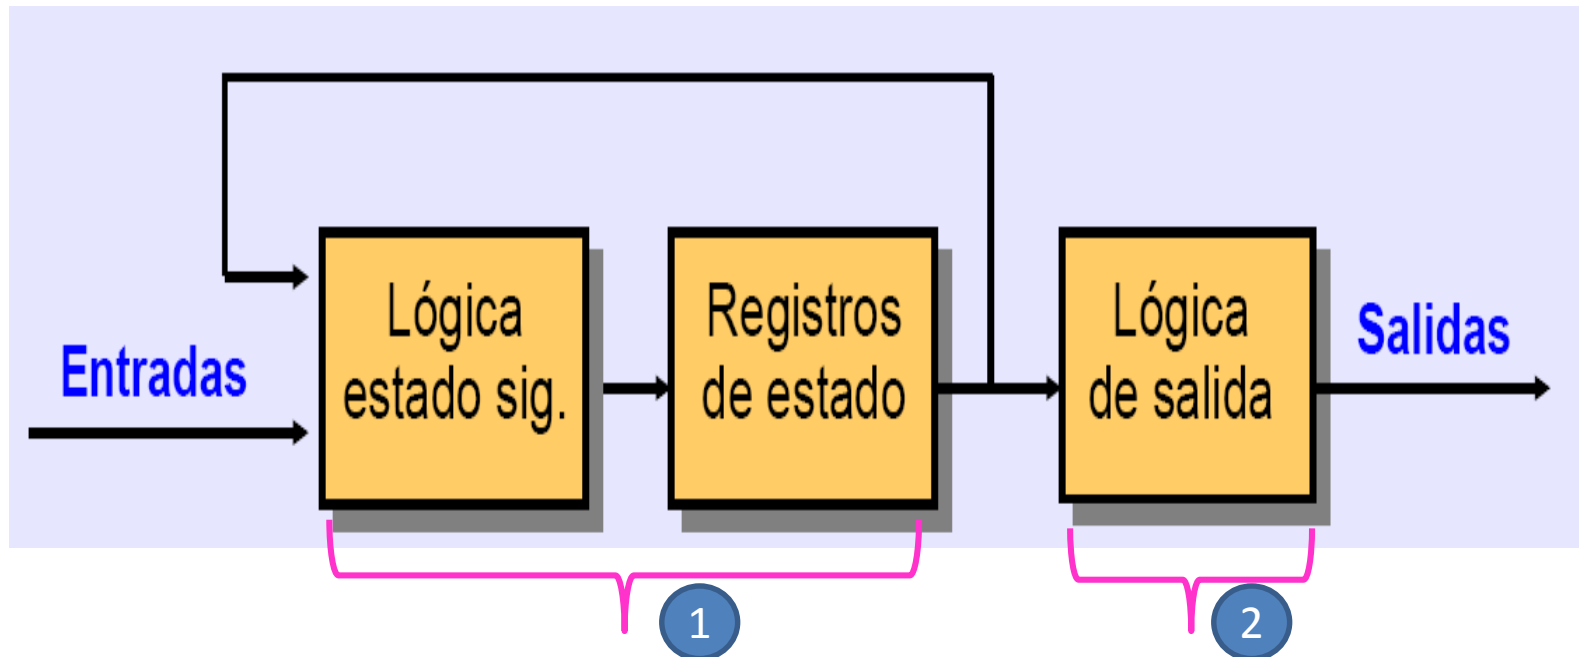 Entradas
Lógica
estado sig.
Registros
de estado
Lógica
de salida
Salidas
1
2